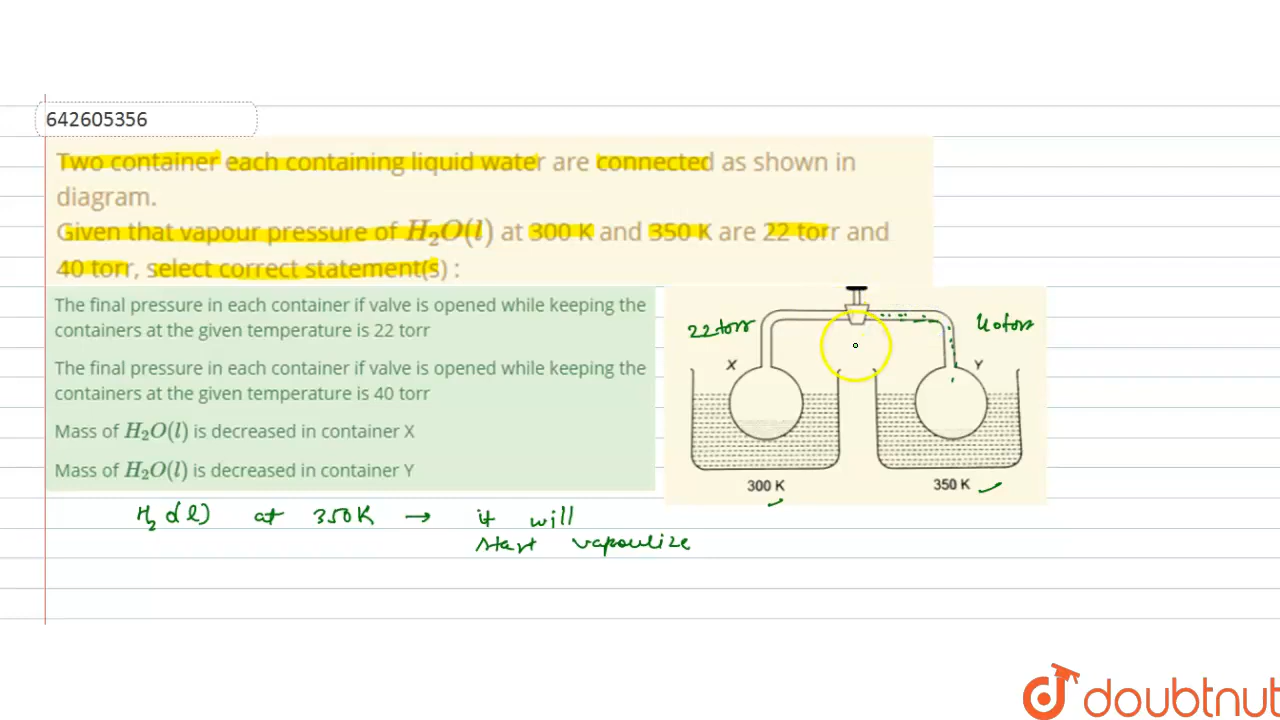 642605356
Two container each containing liquid water are connected as shown in
diagram.
Given that vapour pressure of H₂O(l) at 300 K and 350 K are 22 torr and
40 torr, select correct statement(s) :
The final pressure in each container if valve is opened while keeping the
containers at the given temperature is 22 torr
The final pressure in each container if valve is opened while keeping the
containers at the given temperature is 40 torr
Mass of H₂O(l) is decreased in container X
Mass of H₂O(l) is decreased in container Y
22 torr
40 torr
X
Y
300 K
350 K
H₂O(l) at 350K → it will
start vapourize
doubtnut